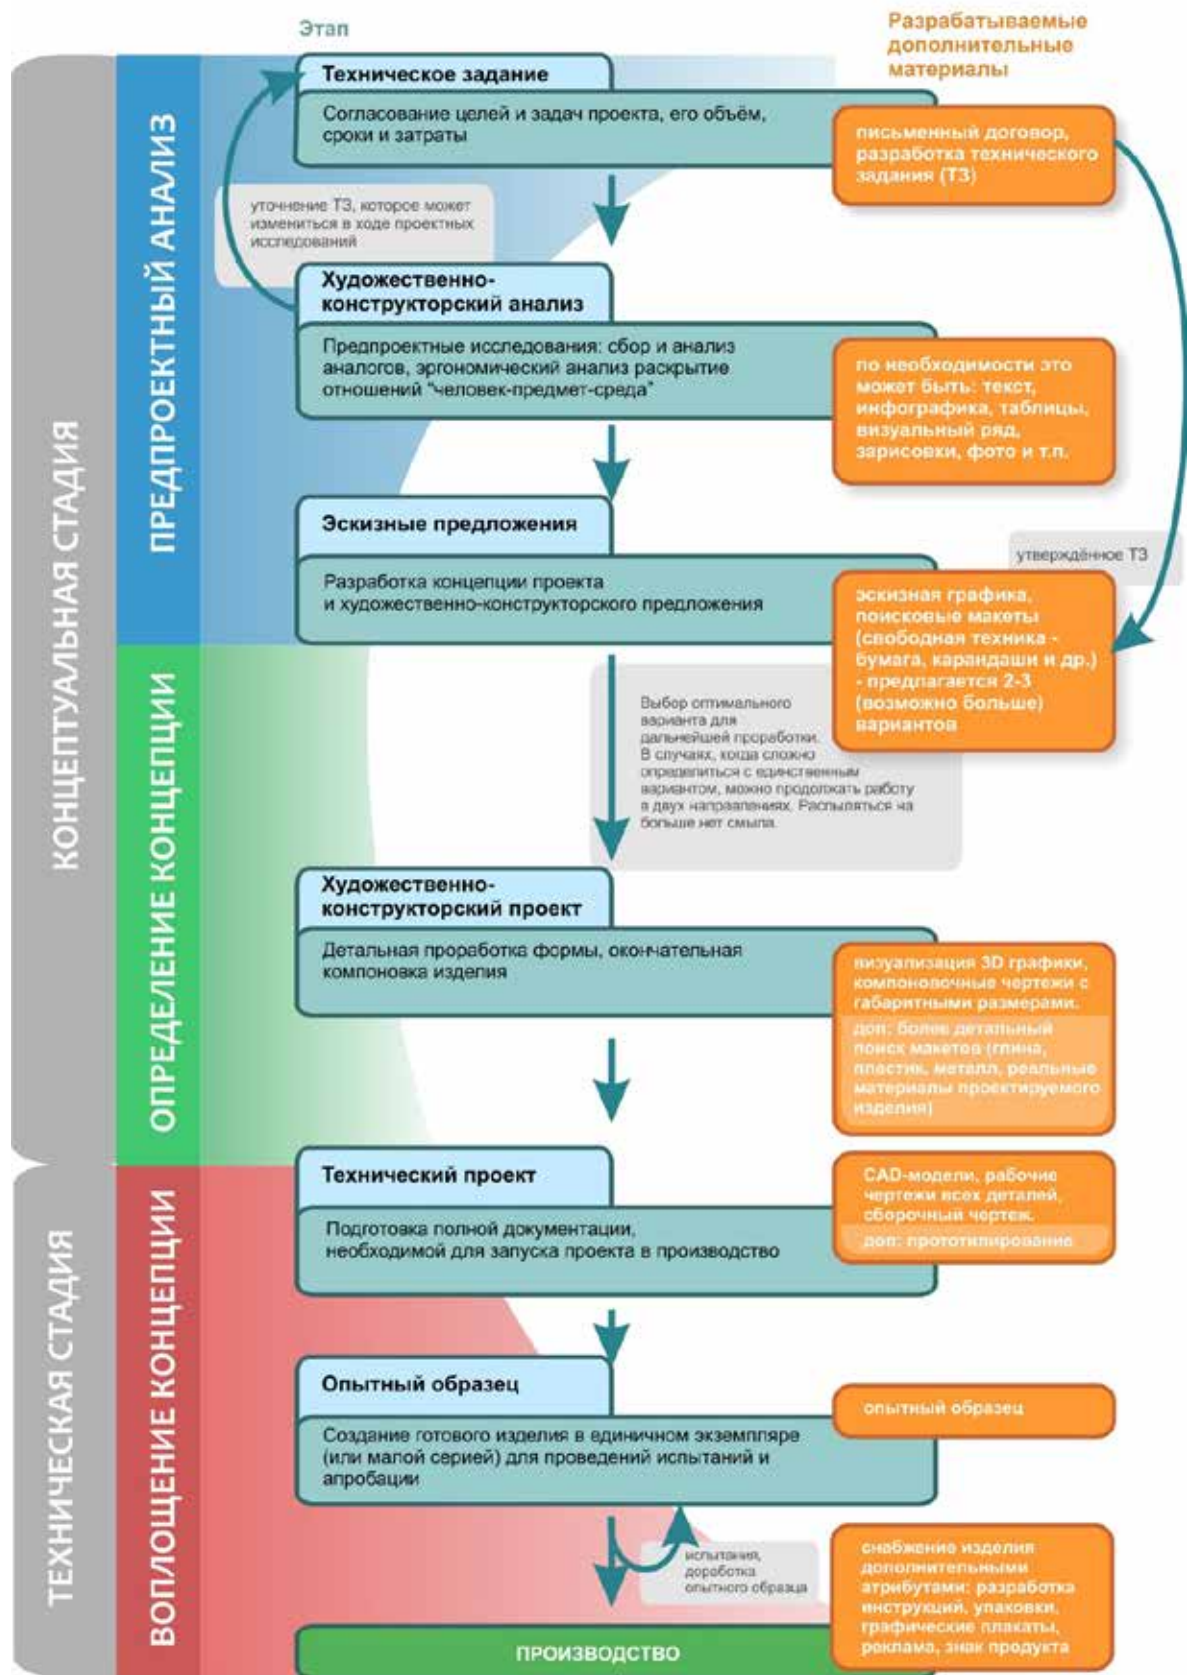 Этап
Разрабатываемые
дополнительные
материалы
КОНЦЕПТУАЛЬНАЯ СТАДИЯ
ПРЕДПРОЕКТНЫЙ АНАЛИЗ
Техническое задание
Согласование целей и задач проекта, его объём,
сроки и затраты
письменный договор,
разработка технического
задания (ТЗ)
уточнение ТЗ, которое может
измениться в ходе проектных
исследований
Художественно-
конструкторский анализ
Предпроектные исследования: сбор и анализ
аналогов, эргономический анализ раскрытие
отношений "человек-предмет-среда"
по необходимости это
может быть: текст,
инфографика, таблицы,
визуальный ряд,
зарисовки, фото и т.п.
Эскизные предложения
Разработка концепции проекта
и художественно-конструкторского предложения
утверждённое ТЗ
эскизная графика,
поисковые макеты
(свободная техника -
бумага, карандаши и др.)
- предлагается 2-3
(возможно больше)
вариантов
ОПРЕДЕЛЕНИЕ КОНЦЕПЦИИ
Выбор оптимального
варианта для
дальнейшей проработки.
В случаях, когда сложно
определиться с единственным
вариантом, можно продолжать работу
в двух направлениях. Распыляться на
больше нет смыла.
Художественно-
конструкторский проект
Детальная проработка формы, окончательная
компоновка изделия
визуализация 3D графики,
компоновочные чертежи с
габаритными размерами.
доп: более детальный
поиск макетов (глина,
пластик, металл, реальные
материалы проектируемого
изделия)
ТЕХНИЧЕСКАЯ СТАДИЯ
ВОПЛОЩЕНИЕ КОНЦЕПЦИИ
Технический проект
Подготовка полной документации,
необходимой для запуска проекта в производство
CAD-модели, рабочие
чертежи всех деталей,
сборочный чертеж.
доп: прототипирование
Опытный образец
Создание готового изделия в единичном экземпляре
(или малой серией) для проведений испытаний и
апробации
опытный образец
испытания,
доработка
опытного образца
снабжение изделия
дополнительными
атрибутами: разработка
инструкций, упаковки,
графические плакаты,
реклама, знак продукта
ПРОИЗВОДСТВО